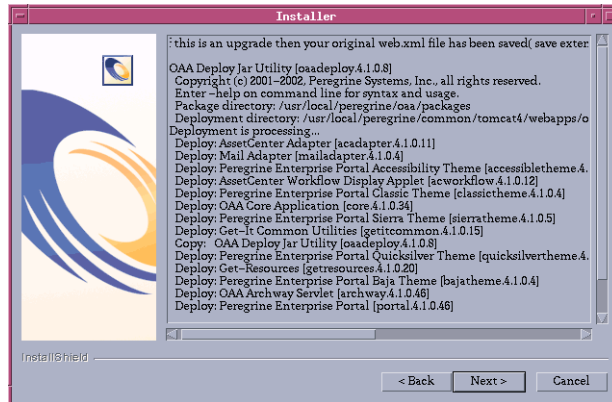 Installer
: this is an upgrade then your original web.xml file has been saved( save exter
OAA Deploy Jar Utility [oaadeploy.4.1.0.8]
Copyright (c) 2001-2002, Peregrine Systems, Inc., all rights reserved.
Enter -help on command line for syntax and usage.
Package directory: /usr/local/peregrine/oaa/packages
Deployment directory: /usr/local/peregrine/common/tomcat4/webapps/o
Deployment is processing...
Deploy: AssetCenter Adapter [acadapter.4.1.0.11]
Deploy: Mail Adapter [mailadapter.4.1.0.4]
Deploy: Peregrine Enterprise Portal Accessibility Theme [accessibletheme.4.
Deploy: AssetCenter Workflow Display Applet [acworkflow.4.1.0.12]
Deploy: Peregrine Enterprise Portal Classic Theme [classictheme.4.1.0.4]
Deploy: OAA Core Application [core.4.1.0.34]
Deploy: Peregrine Enterprise Portal Sierra Theme [sierratheme.4.1.0.5]
Deploy: Get-It Common Utilities [getitcommon.4.1.0.15]
Copy: OAA Deploy Jar Utility [oaadeploy.4.1.0.8]
Deploy: Peregrine Enterprise Portal Quicksilver Theme [quicksilvertheme.4.
Deploy: Get-Resources [getresources.4.1.0.20]
Deploy: Peregrine Enterprise Portal Baja Theme [bajatheme.4.1.0.4]
Deploy: OAA Archway Servlet [archway.4.1.0.46]
Deploy: Peregrine Enterprise Portal [portal.4.1.0.46]
InstallShield
< Back Next > Cancel